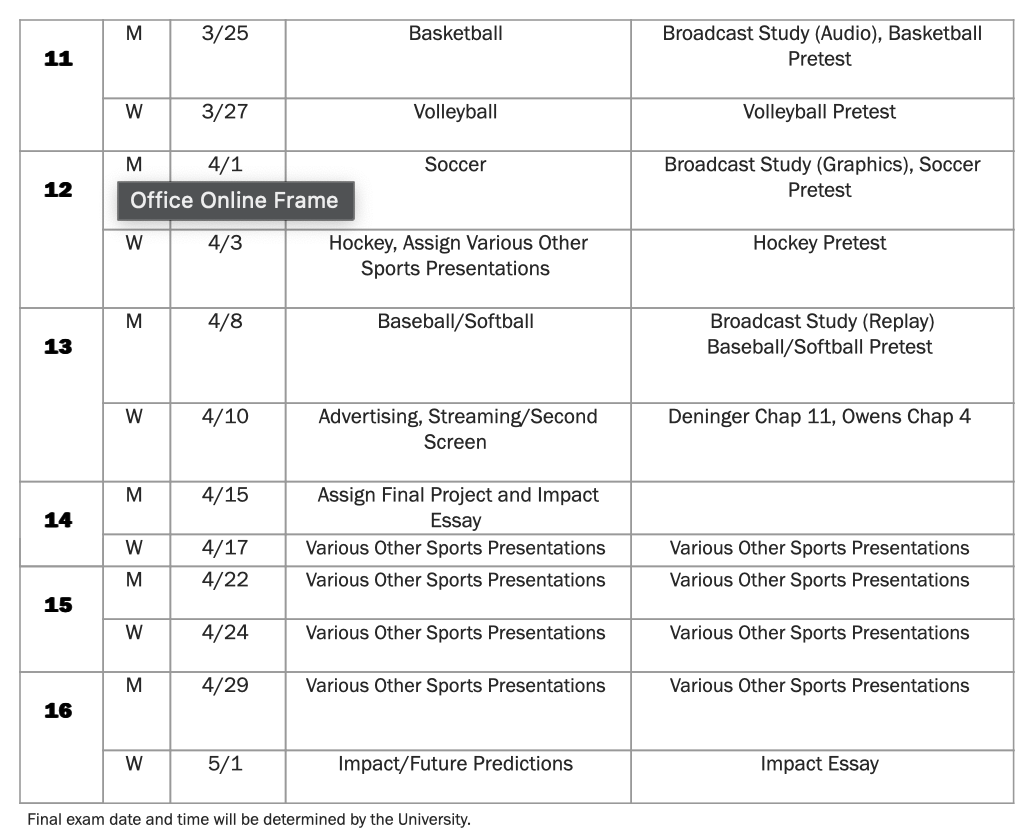 11
M 3/25 Basketball Broadcast Study (Audio), Basketball
Pretest
W 3/27 Volleyball Volleyball Pretest
12
M 4/1 Soccer Broadcast Study (Graphics), Soccer
Pretest
Office Online Frame
W 4/3 Hockey, Assign Various Other Hockey Pretest
Sports Presentations
13
M 4/8 Baseball/Softball Broadcast Study (Replay)
Baseball/Softball Pretest
W 4/10 Advertising, Streaming/Second Deninger Chap 11, Owens Chap 4
Screen
14
M 4/15 Assign Final Project and Impact
Essay
W 4/17 Various Other Sports Presentations Various Other Sports Presentations
15
M 4/22 Various Other Sports Presentations Various Other Sports Presentations
W 4/24 Various Other Sports Presentations Various Other Sports Presentations
16
M 4/29 Various Other Sports Presentations Various Other Sports Presentations
W 5/1 Impact/Future Predictions Impact Essay
Final exam date and time will be determined by the University.